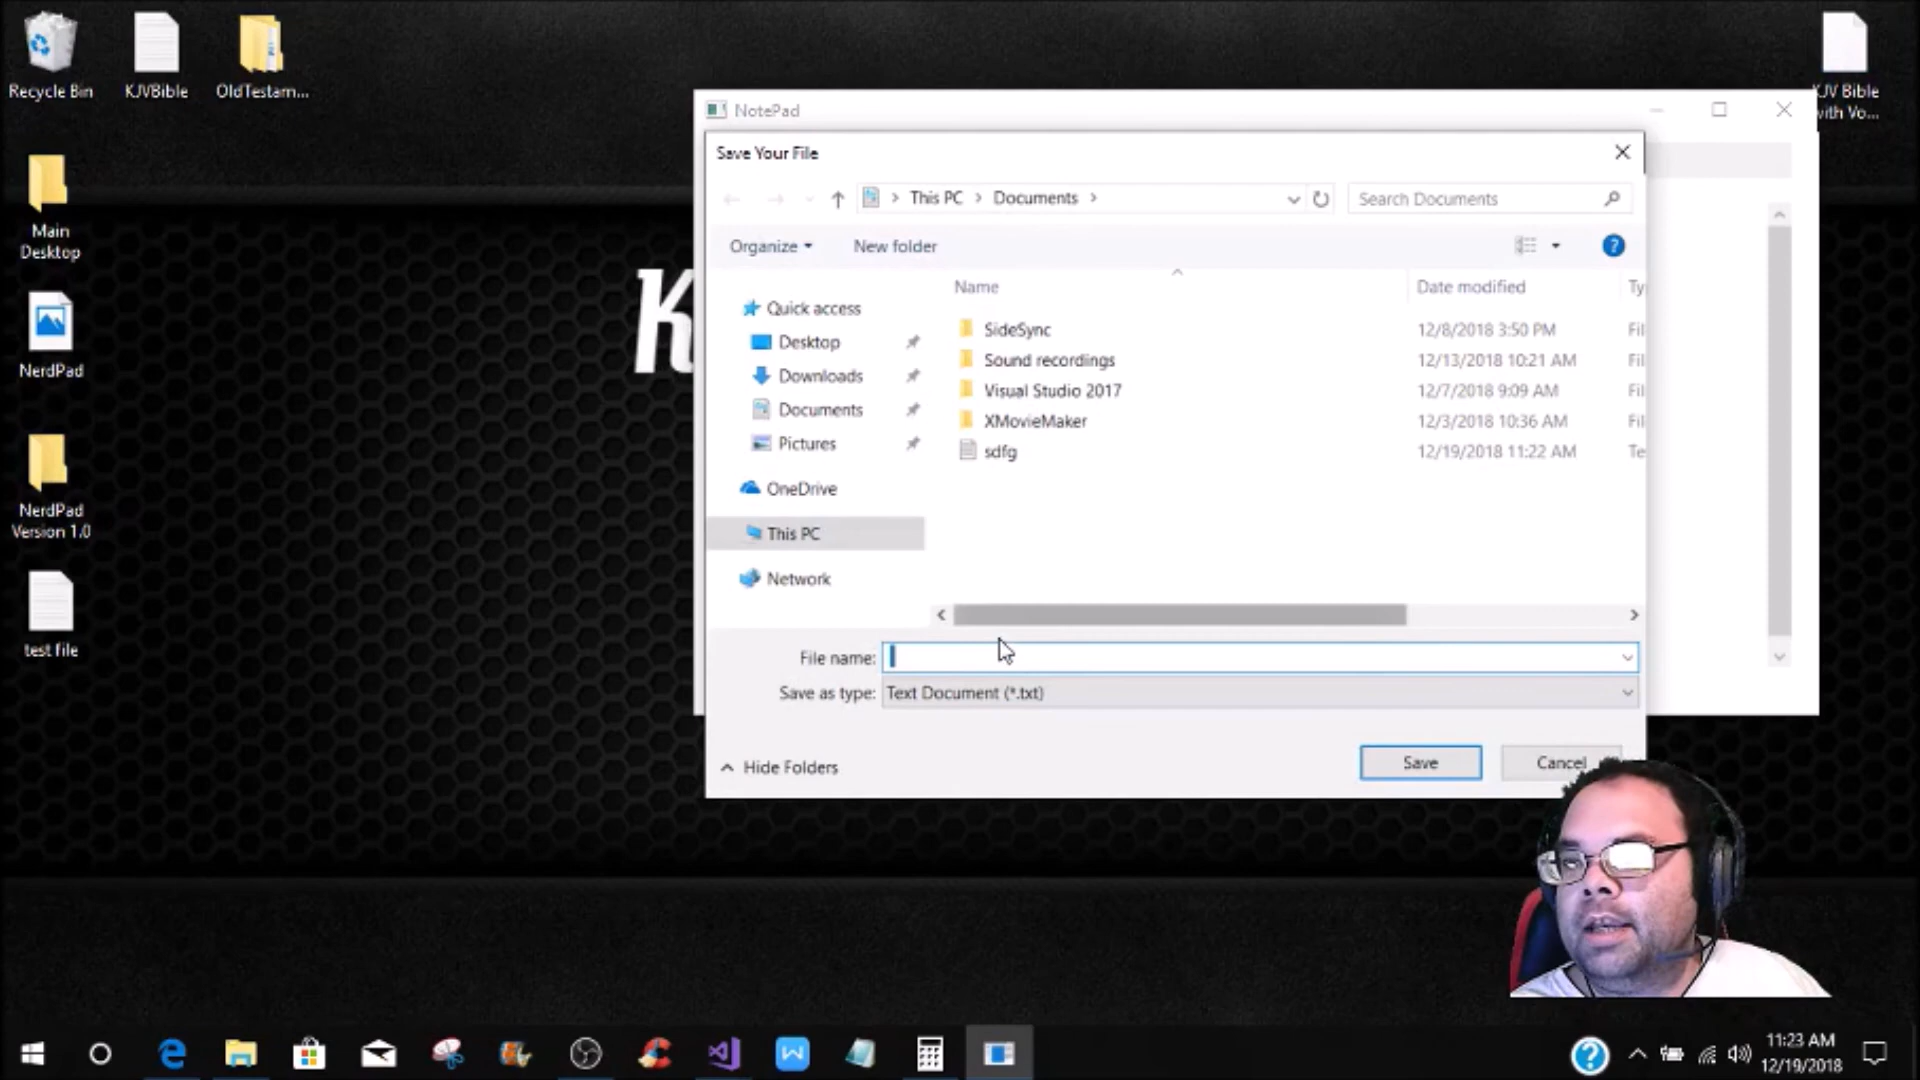 Recycle Bin
KJVBible
OldTestam...
KJV Bible
with Vo...
Main
Desktop
NerdPad
NerdPad
Version 1.0
test file
K
NotePad
Save Your File
This PC
Documents
Search Documents
Organize
New folder
Name
Date modified
Ty
Quick access
Desktop
Downloads
Documents
Pictures
OneDrive
This PC
Network
SideSync 12/8/2018 3:50 PM Fil
Sound recordings 12/13/2018 10:21 AM Fil
Visual Studio 2017 12/7/2018 9:09 AM Fil
XMovieMaker 12/3/2018 10:36 AM Fil
sdfg 12/19/2018 11:22 AM Te
File name:
Save as type: Text Document (*.txt)
Hide Folders
Save
Cancel
11:23 AM
12/19/2018